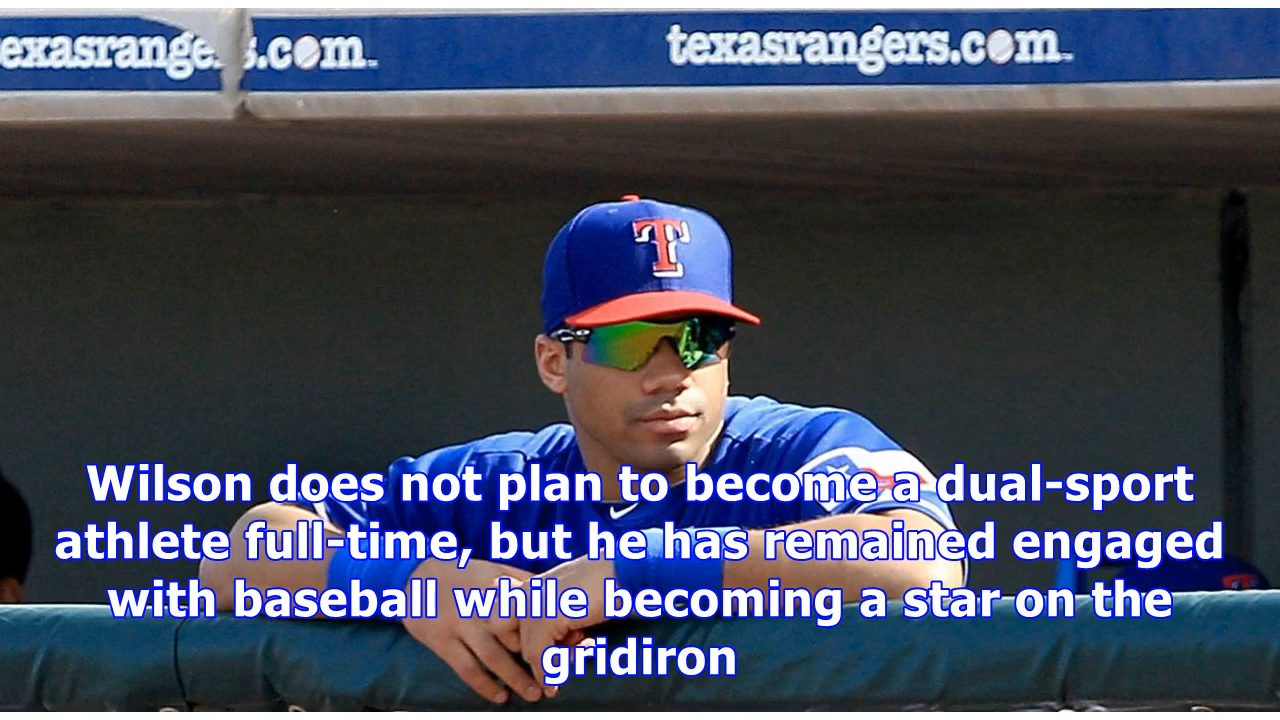 exasrange s.com
texasrangers.com
T
Wilson does not plan to become a dual-sport
athlete full-time, but he has remained engaged
with baseball while becoming a star on the
gridiron